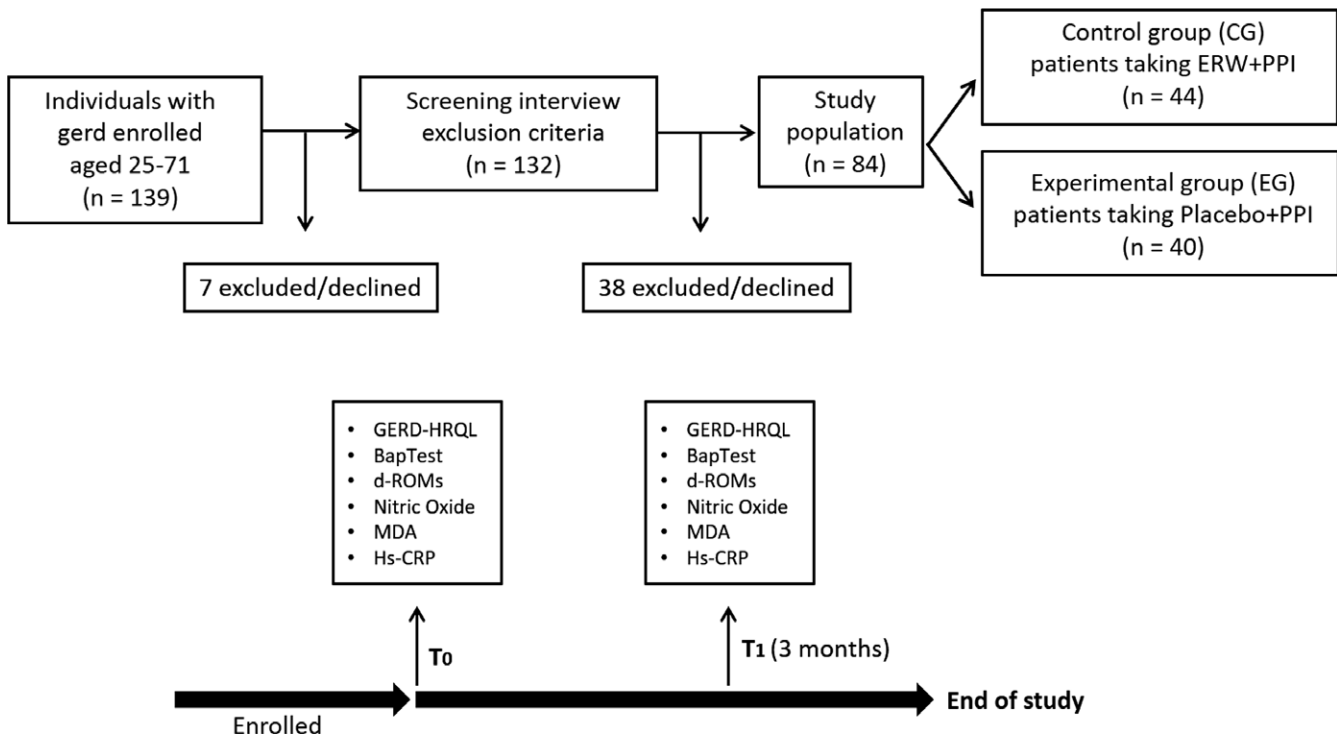 Individuals with
gerd enrolled
aged 25-71
(n = 139)
Screening interview
exclusion criteria
(n = 132)
Study
population
(n = 84)
Control group (CG)
patients taking ERW+PPI
(n = 44)
Experimental group (EG)
patients taking Placebo+PPI
(n = 40)
7 excluded/declined
38 excluded/declined
• GERD-HRQL
• BapTest
• d-ROMs
• Nitric Oxide
• MDA
• Hs-CRP
• GERD-HRQL
• BapTest
• d-ROMs
• Nitric Oxide
• MDA
• Hs-CRP
T0
T1 (3 months)
Enrolled
End of study